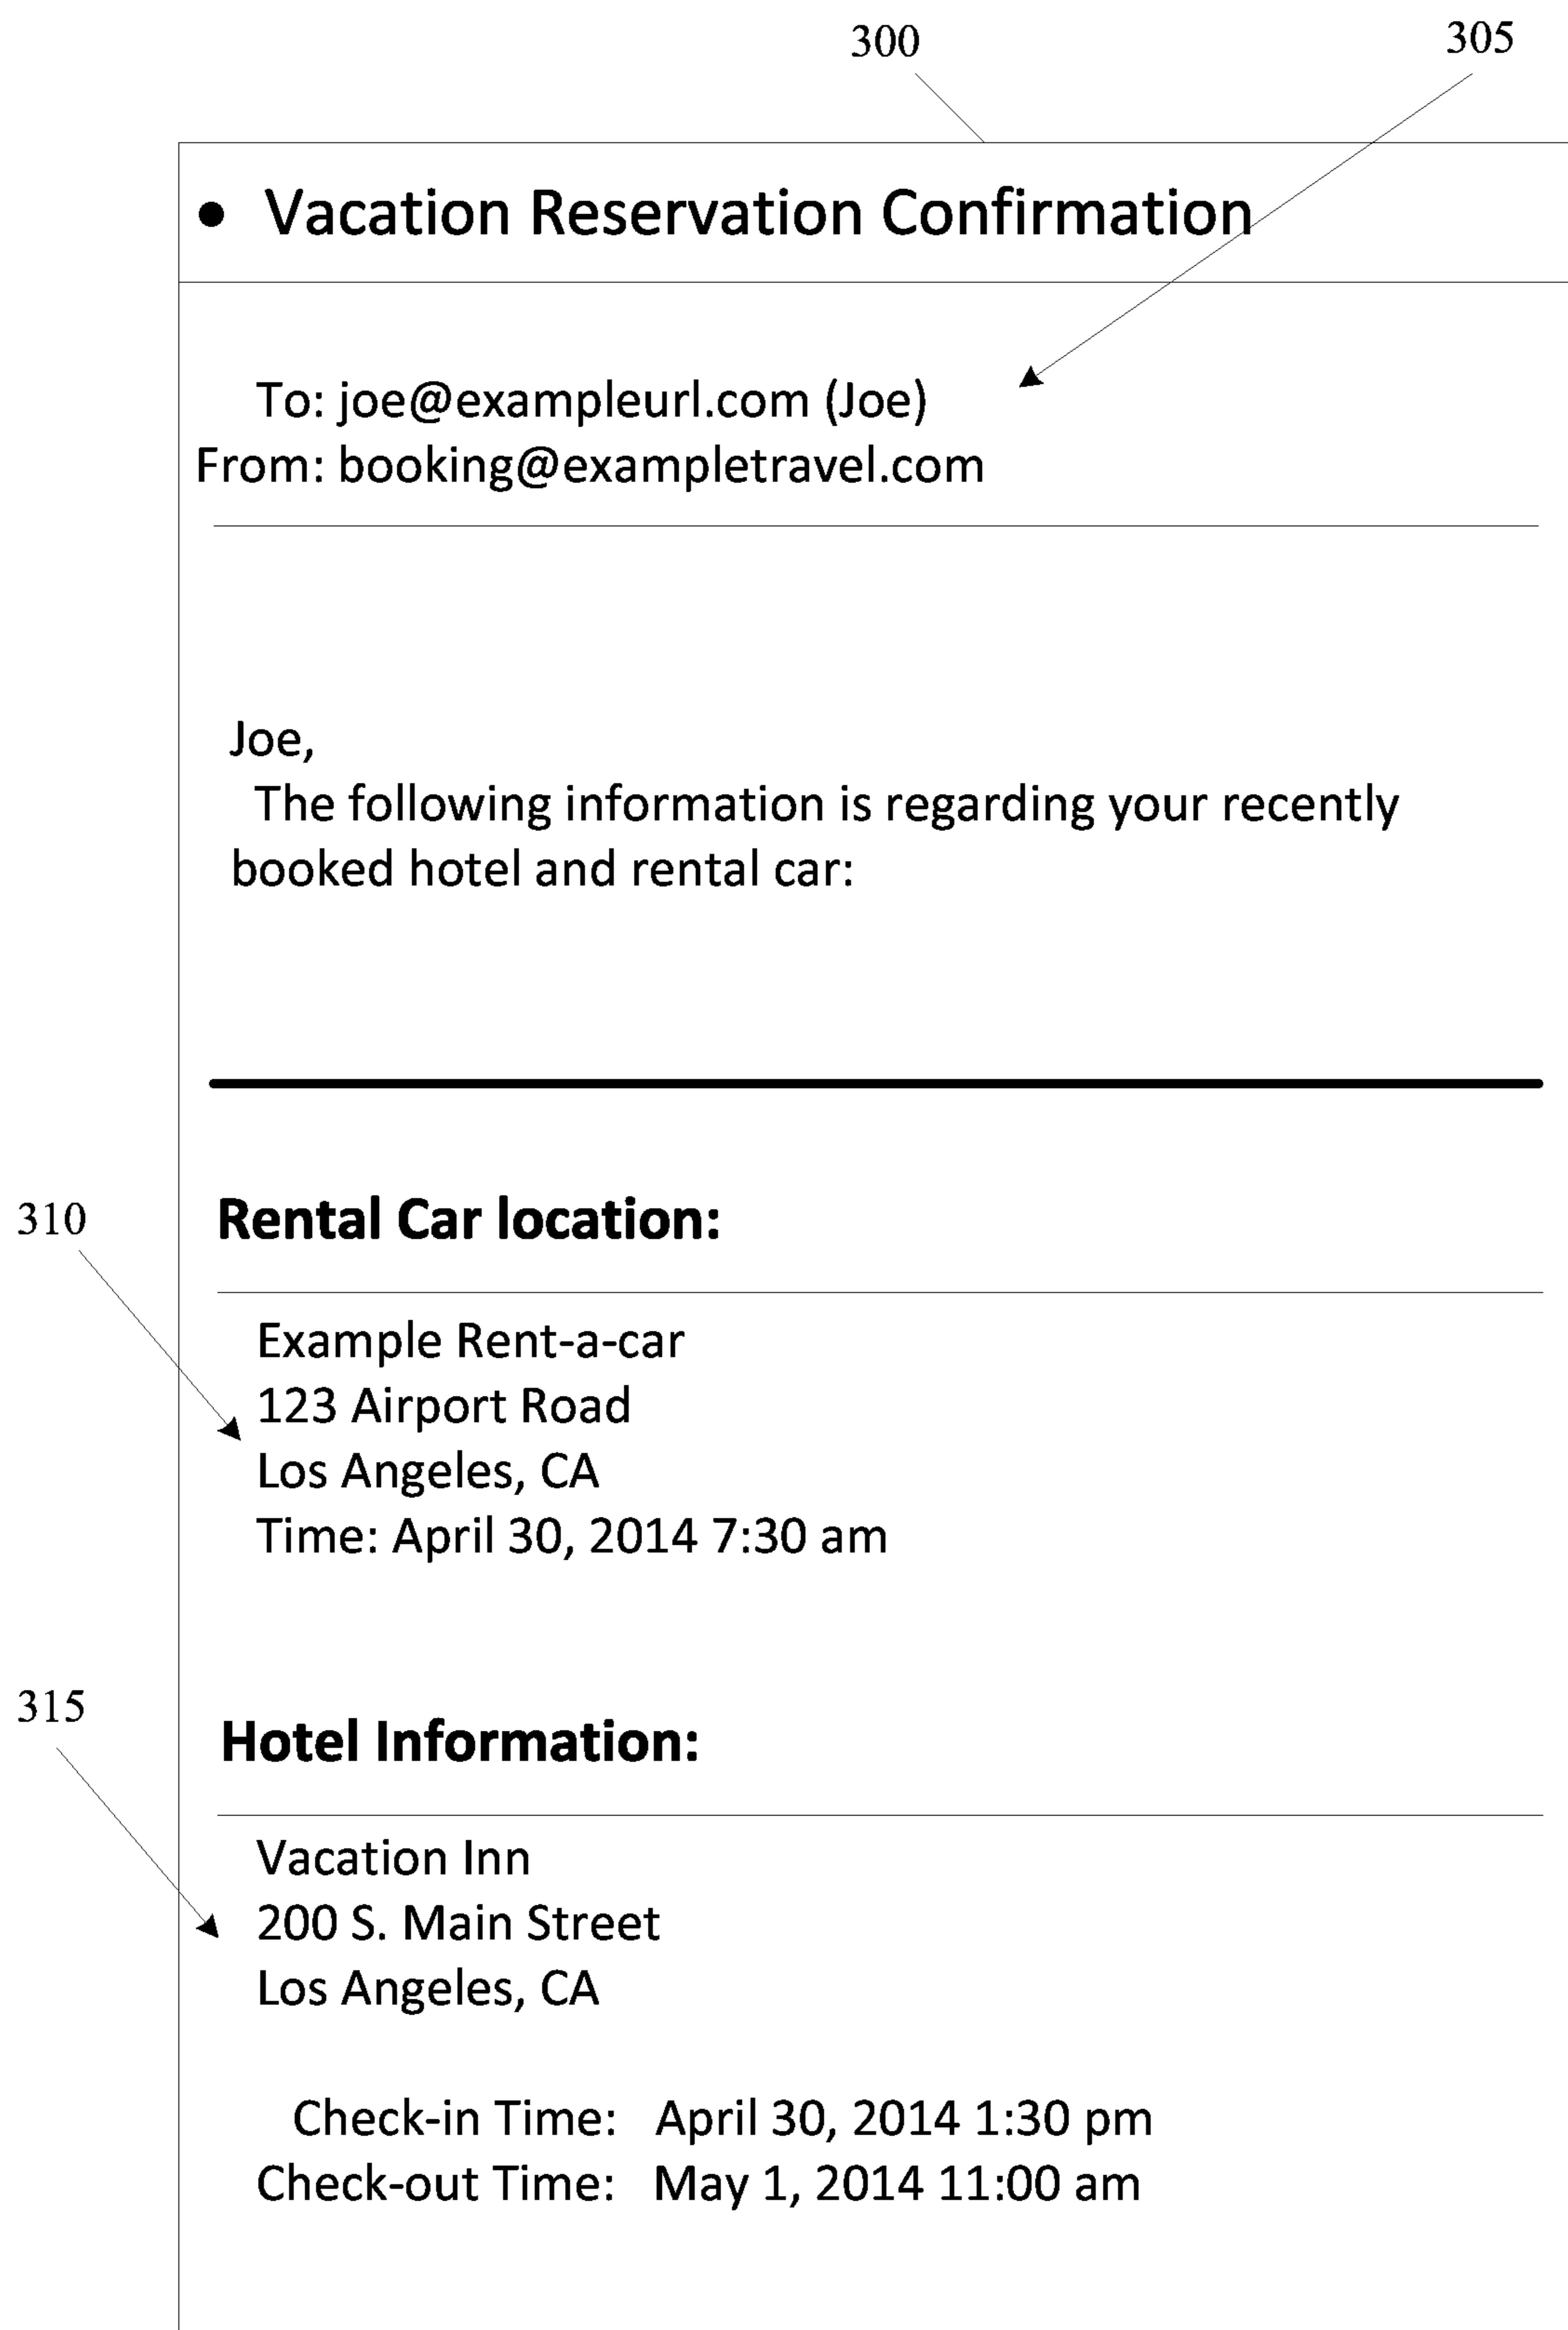 300
305
• Vacation Reservation Confirmation
To: joe@exampleurl.com (Joe)
From: booking@exampletravel.com
Joe,
The following information is regarding your recently
booked hotel and rental car:
310
Rental Car location:
Example Rent-a-car
123 Airport Road
Los Angeles, CA
Time: April 30, 2014 7:30 am
315
Hotel Information:
Vacation Inn
200 S. Main Street
Los Angeles, CA
Check-in Time: April 30, 2014 1:30 pm
Check-out Time: May 1, 2014 11:00 am